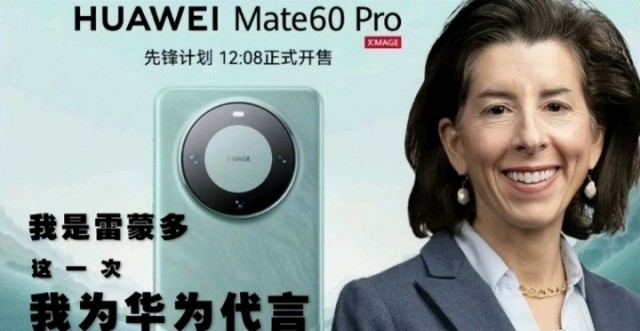 HUAWEI Mate60 Pro
XMAGE
先锋计划 12:08正式开售
XMAGE
我是雷蒙多
这一次
我为华为代言